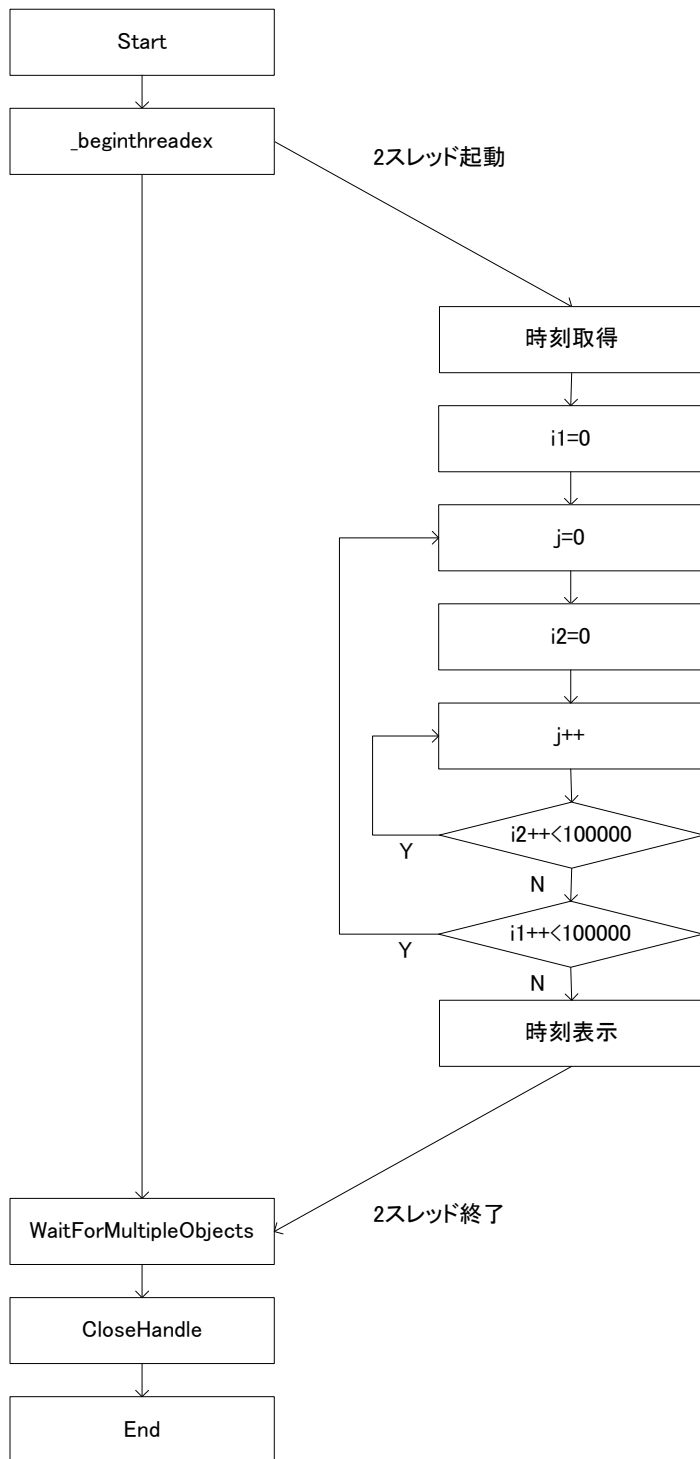 Start
_beginthreadex
2スレッド起動
時刻取得
i1=0
j=0
i2=0
j++
i2++<100000
Y
N
i1++<100000
Y
N
時刻表示
WaitForMultipleObjects
2スレッド終了
CloseHandle
End